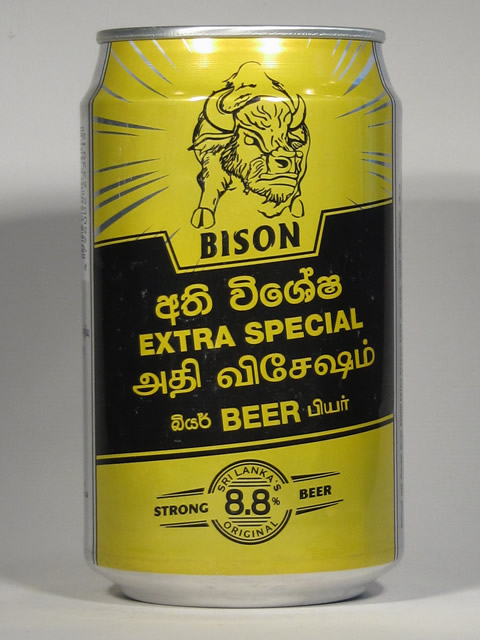 BISON
අති විශේෂ
EXTRA SPECIAL
அதி விசேஷம்
බියර් BEER பியர்
SRI LANKA'S
STRONG 8.8% BEER
ORIGINAL